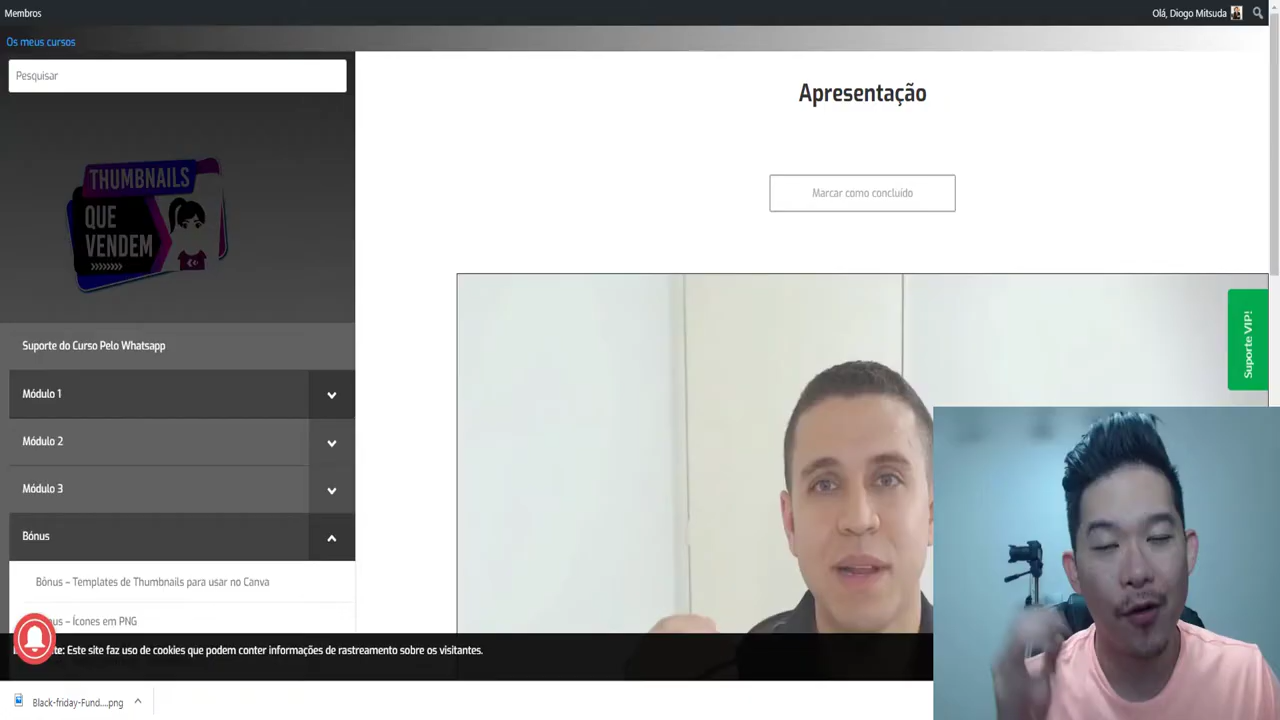 Membros
Olá, Diogo Mitsuda
Os meus cursos
Pesquisar
THUMBNAILS
QUE
VENDEM
Suporte do Curso Pelo Whatsapp
Módulo 1
Módulo 2
Módulo 3
Bónus
Bônus – Templates de Thumbnails para usar no Canva
– Ícones em PNG
Este site faz uso de cookies que podem conter informações de rastreamento sobre os visitantes.
Black-friday-Fund....png
Apresentação
Marcar como concluído
Suporte VIP!